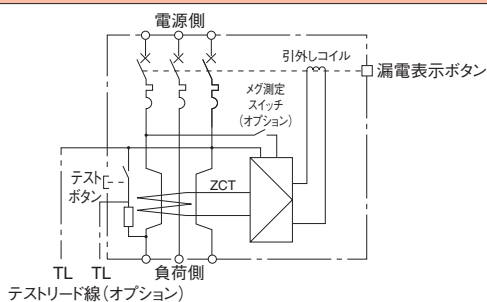 電源側
引外しコイル
漏電表示ボタン
メグ測定
スイッチ
(オプション)
テスト
ボタン
ZCT
TL TL
負荷側
テストリード線(オプション)